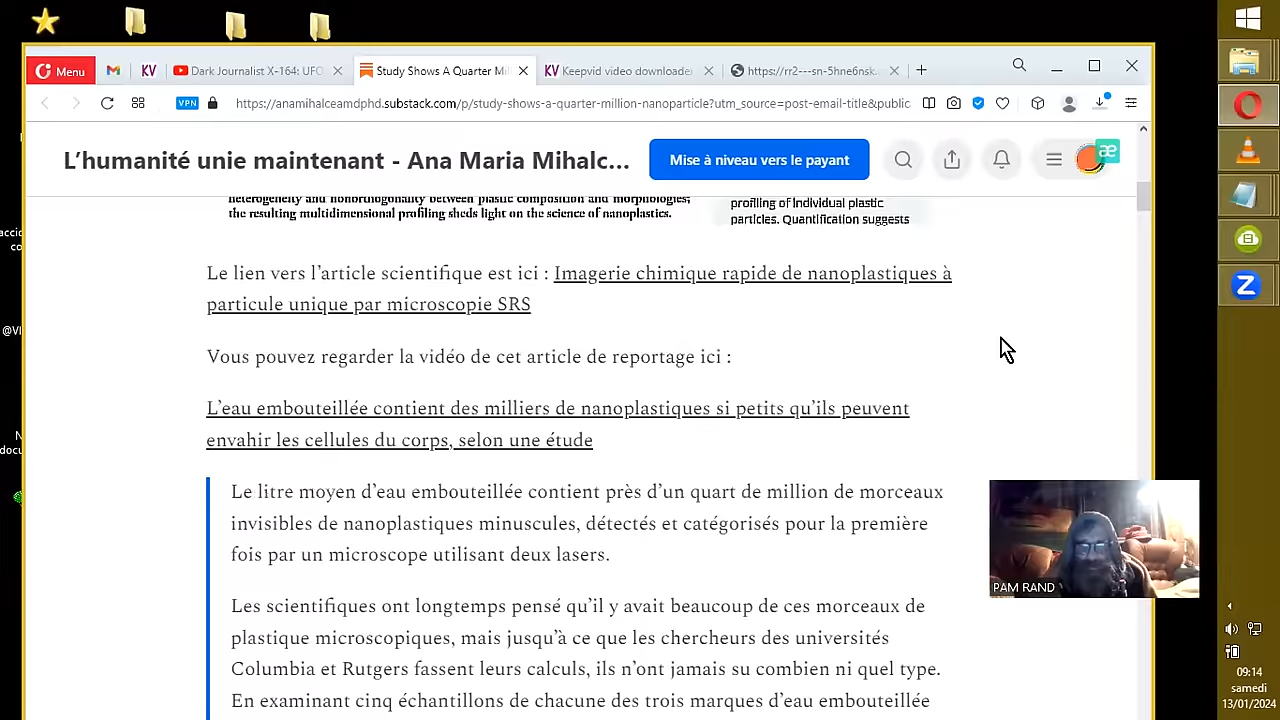 Menu
KV
Dark Journalist X-164: UFO
Study Shows A Quarter Mi
KV Keepvid video downloade
https://rr2---sn-5hne6nsk.
VPN
https://anamihalceamdphd.substack.com/p/study-shows-a-quarter-million-nanoparticle?utm_source=post-email-title&public
L’humanité unie maintenant - Ana Maria Mihalc...
Mise à niveau vers le payant
æ
heterogeneity and nonorthogonality between plastic composition and morphologies;
the resulting multidimensional profiling sheds light on the science of nanoplastics.
profiling of individual plastic
particles. Quantification suggests
Le lien vers l’article scientifique est ici : Imagerie chimique rapide de nanoplastiques à
particule unique par microscopie SRS
Vous pouvez regarder la vidéo de cet article de reportage ici :
L’eau embouteillée contient des milliers de nanoplastiques si petits qu’ils peuvent
envahir les cellules du corps, selon une étude
Le litre moyen d’eau embouteillée contient près d’un quart de million de morceaux
invisibles de nanoplastiques minuscules, détectés et catégorisés pour la première
fois par un microscope utilisant deux lasers.
Les scientifiques ont longtemps pensé qu’il y avait beaucoup de ces morceaux de
plastique microscopiques, mais jusqu’à ce que les chercheurs des universités
Columbia et Rutgers fassent leurs calculs, ils n’ont jamais su combien ni quel type.
En examinant cinq échantillons de chacune des trois marques d’eau embouteillée
PAM RAND
accic
co
@VI
N
docu
Z
09:14
samedi
13/01/2024